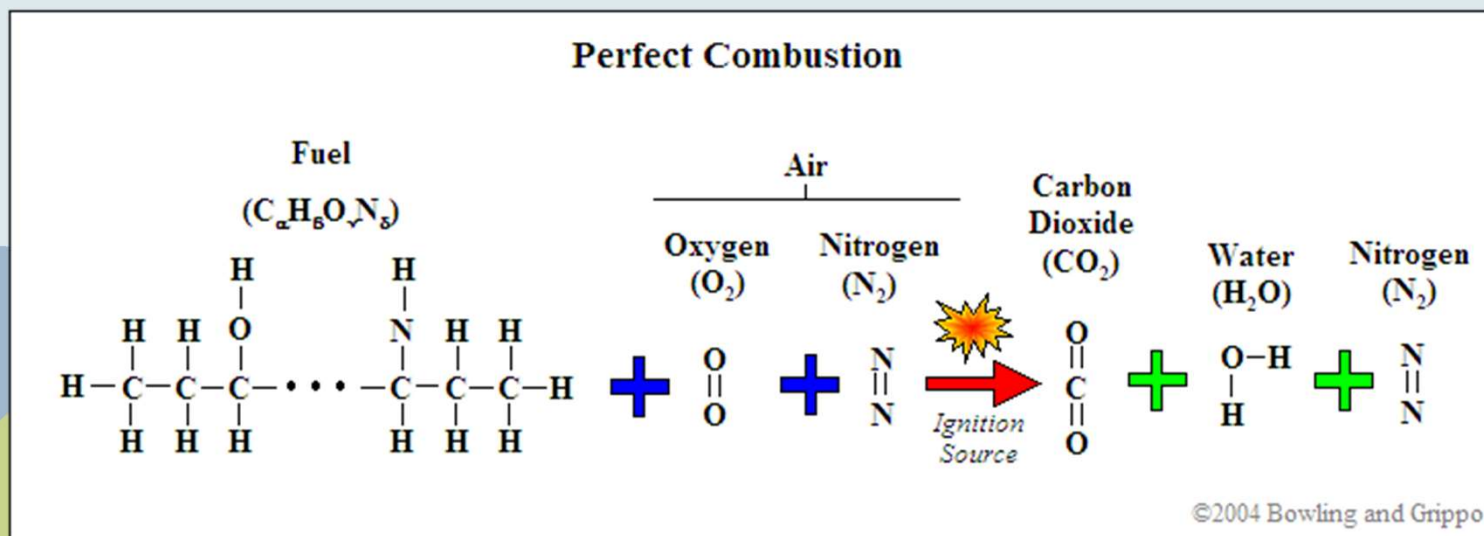 Perfect Combustion
Fuel
(CαHβOγNδ)
Air
Oxygen
(O₂)
Nitrogen
(N₂)
Carbon
Dioxide
(CO₂)
Water
(H₂O)
Nitrogen
(N₂)
H H
H H O N H H O N O N
H—C—C—C—•••—C—C—C—H O N C O—H N
H H H H H H O H
Ignition
Source
©2004 Bowling and Grippo